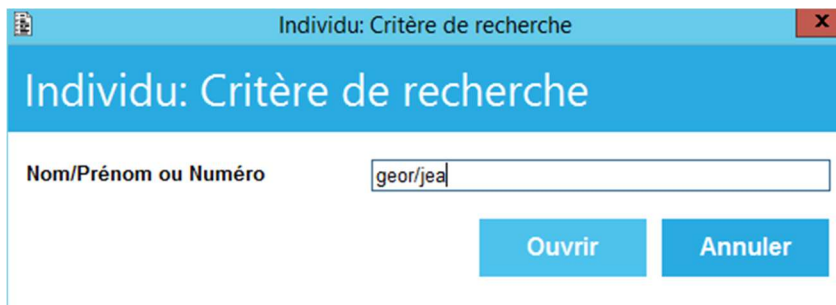 Individu: Critère de recherche
x
Individu: Critère de recherche
Nom/Prénom ou Numéro geor/jea
Ouvrir Annuler